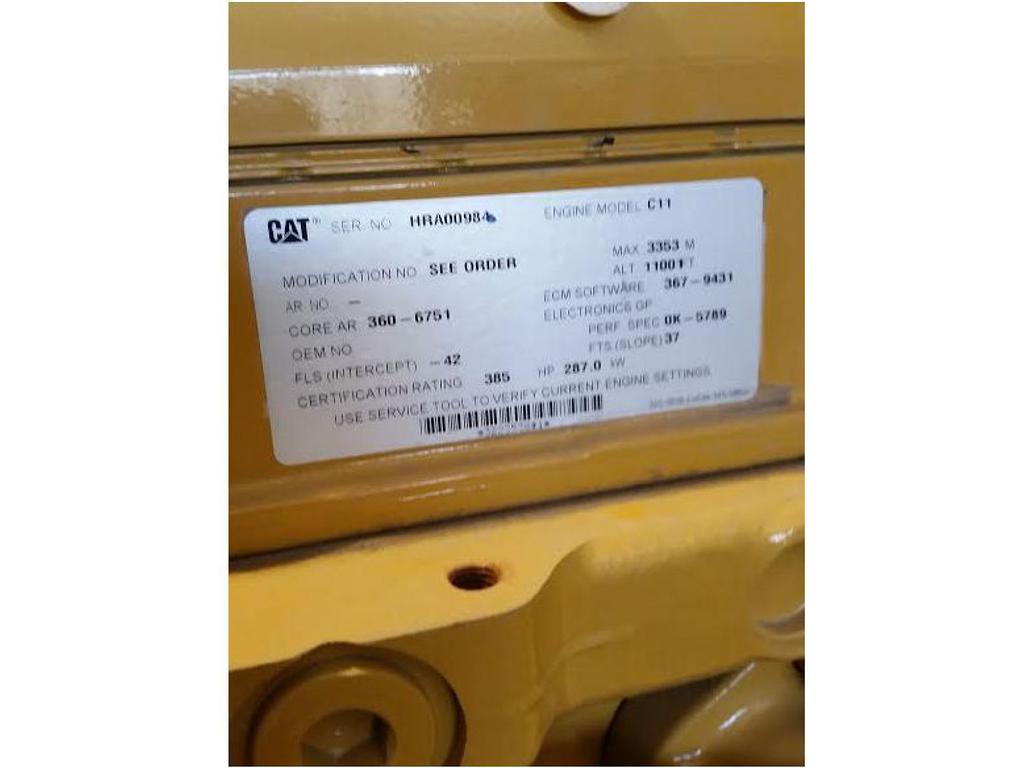 CAT® SER. NO. HRA00984 ENGINE MODEL C11
MODIFICATION NO SEE ORDER MAX 3353 M
AR NO. - ALT 11001 FT
CORE AR 360-6751 ECM SOFTWARE 367-9431
OEM NO ELECTRONICS GP
FLS (INTERCEPT) -42 PERF SPEC 0K-5789
CERTIFICATION RATING 385 HP 287.0 kW FTS (SLOPE) 37
USE SERVICE TOOL TO VERIFY CURRENT ENGINE SETTINGS